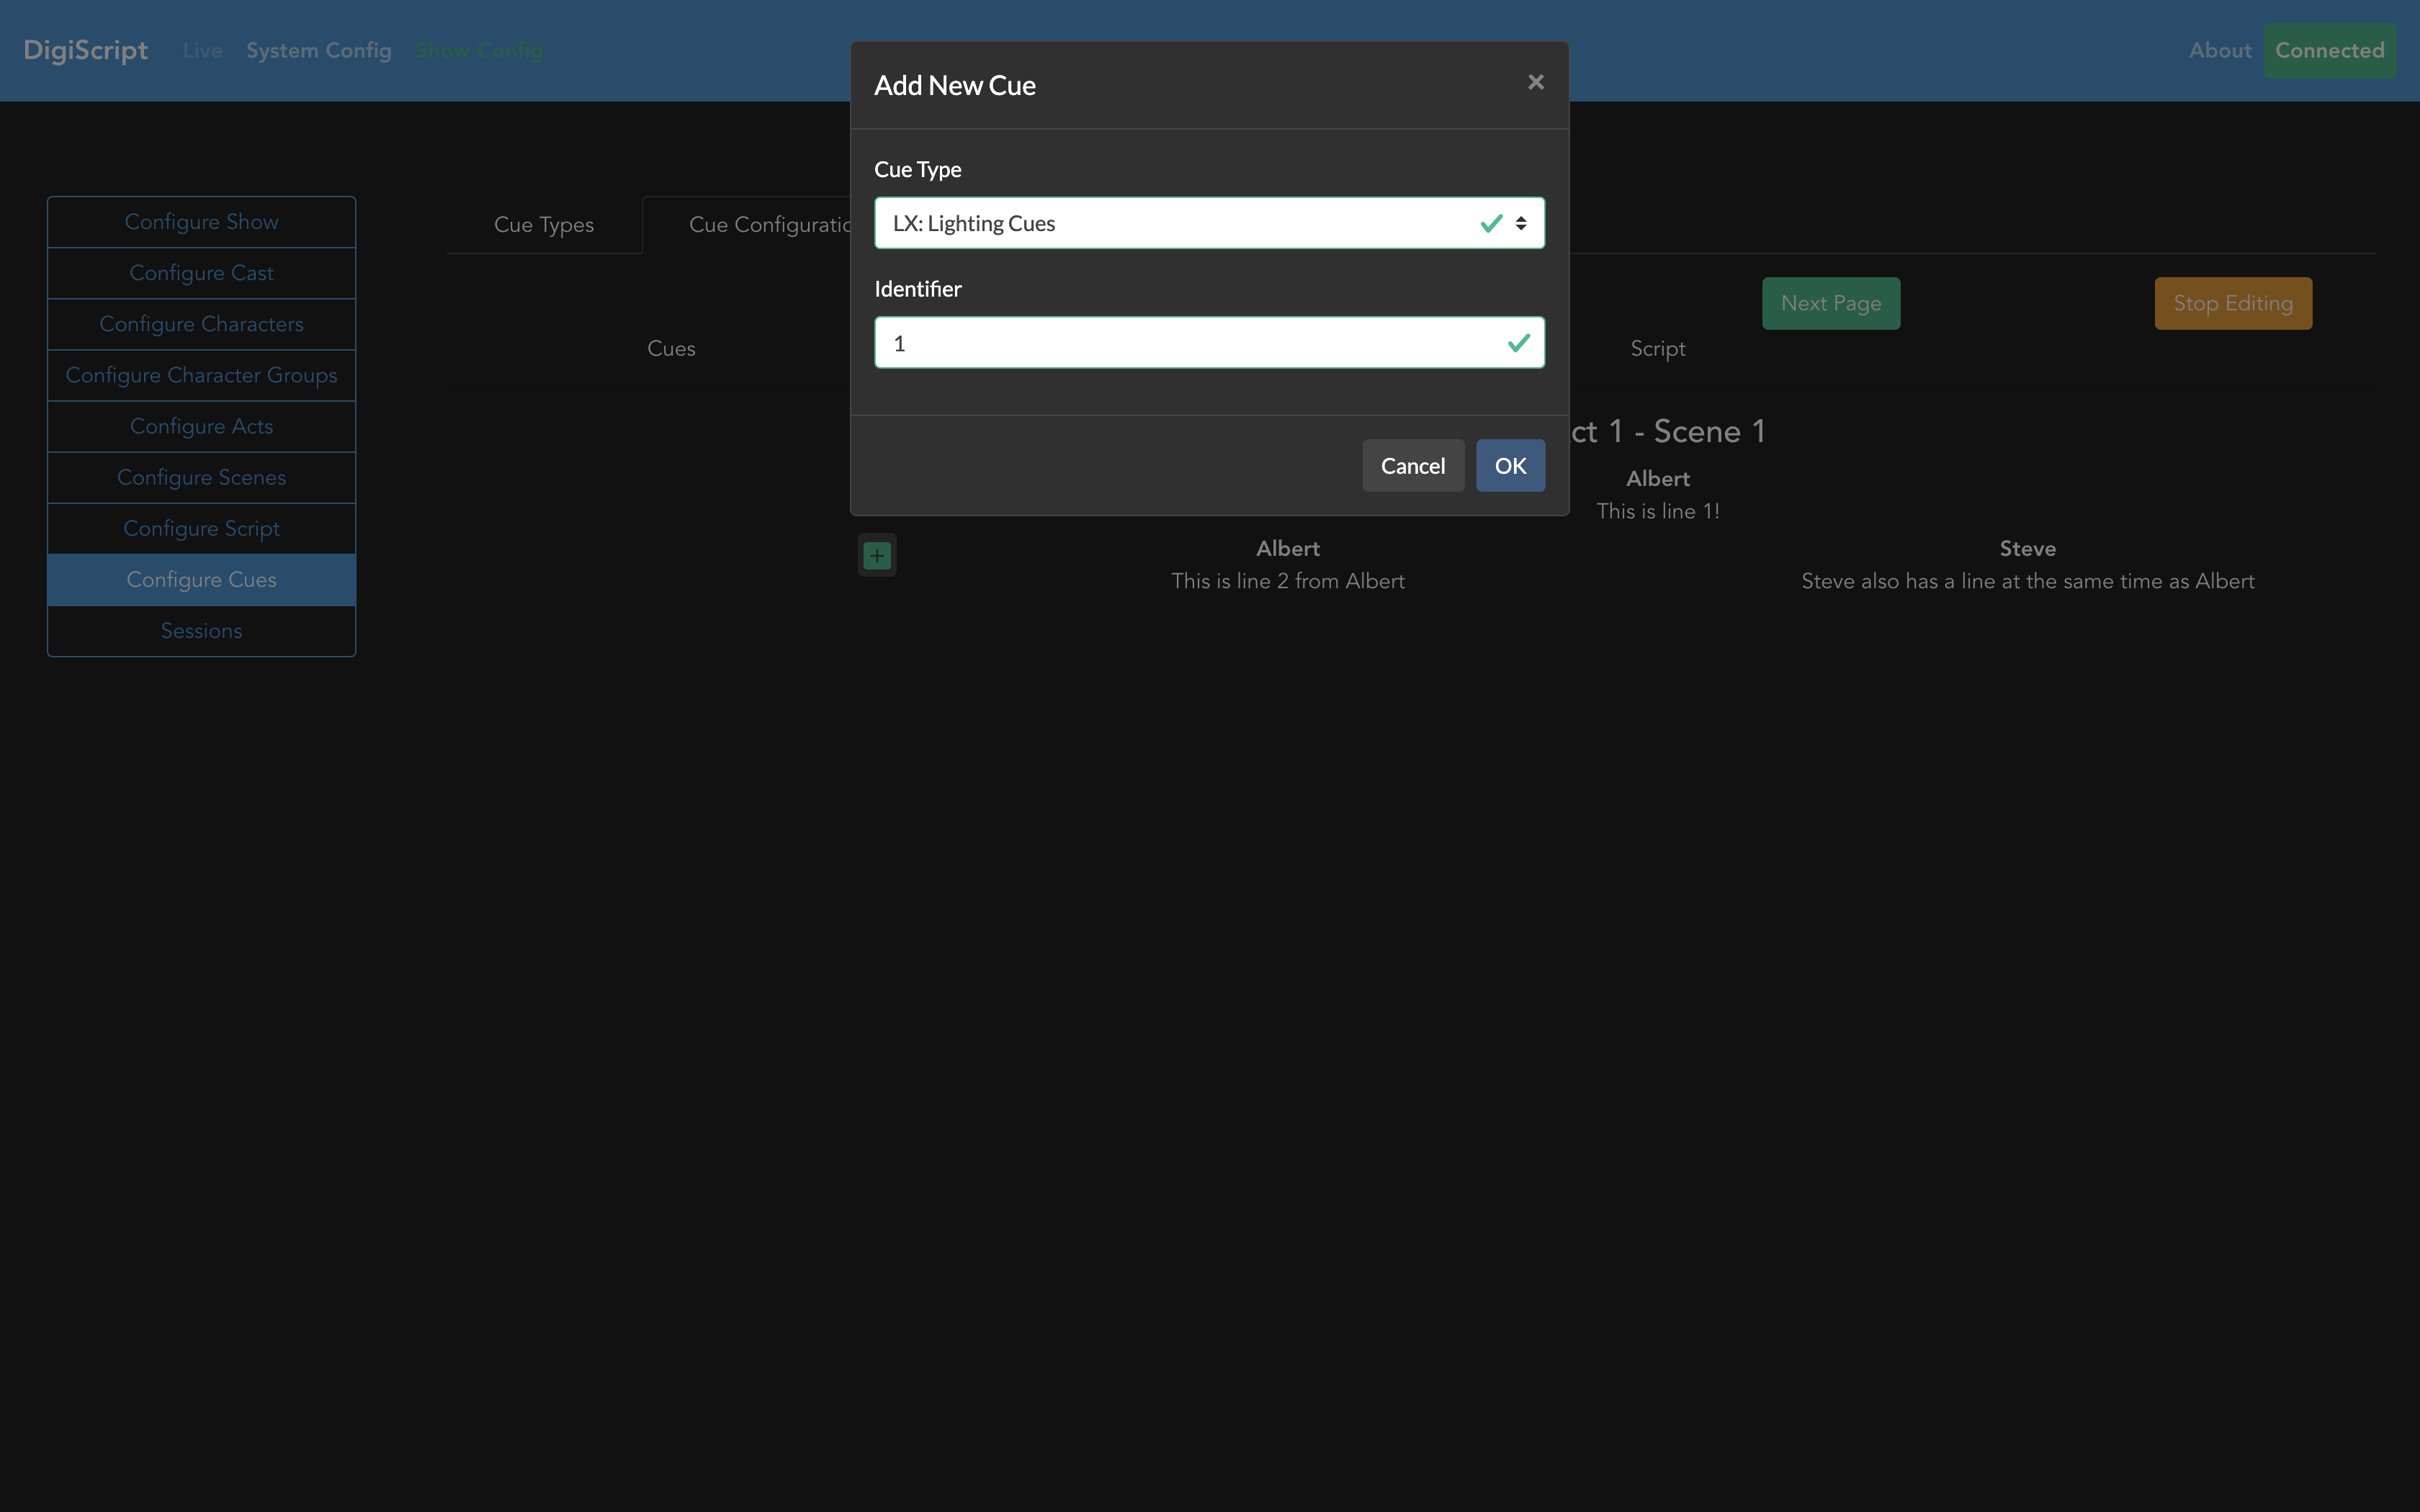 DigiScript Live System Config Show Config About Connected
Add New Cue ×
Cue Type
LX: Lighting Cues
Identifier
1
Cancel OK
Configure Show
Configure Cast
Configure Characters
Configure Character Groups
Configure Acts
Configure Scenes
Configure Script
Configure Cues
Sessions
Cue Types Cue Configuratio
Next Page Stop Editing
Cues Script
ct 1 - Scene 1
Albert
This is line 1!
+ Albert Steve
This is line 2 from Albert Steve also has a line at the same time as Albert